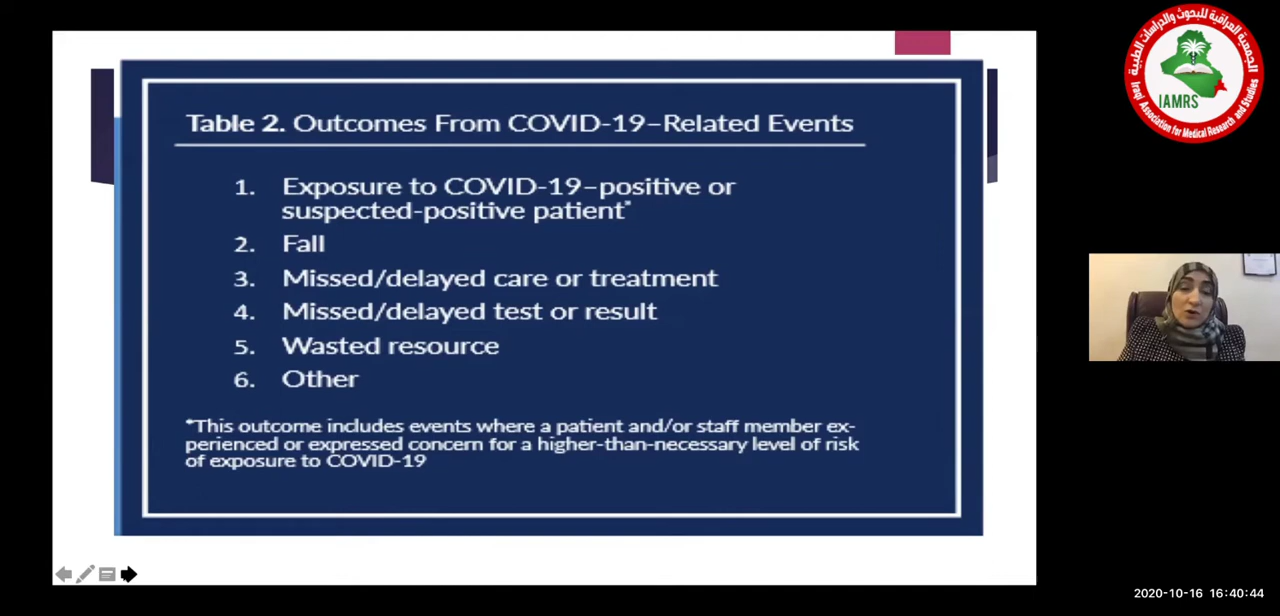 Table 2. Outcomes From COVID-19–Related Events
1. Exposure to COVID-19–positive or
suspected-positive patient*
2. Fall
3. Missed/delayed care or treatment
4. Missed/delayed test or result
5. Wasted resource
6. Other
*This outcome includes events where a patient and/or staff member ex-
perienced or expressed concern for a higher-than-necessary level of risk
of exposure to COVID-19
الجمعية العراقية للبحوث والدراسات الطبية
IAMRS
Iraqi Association for Medical Research and Studies
2020-10-16 16:40:44